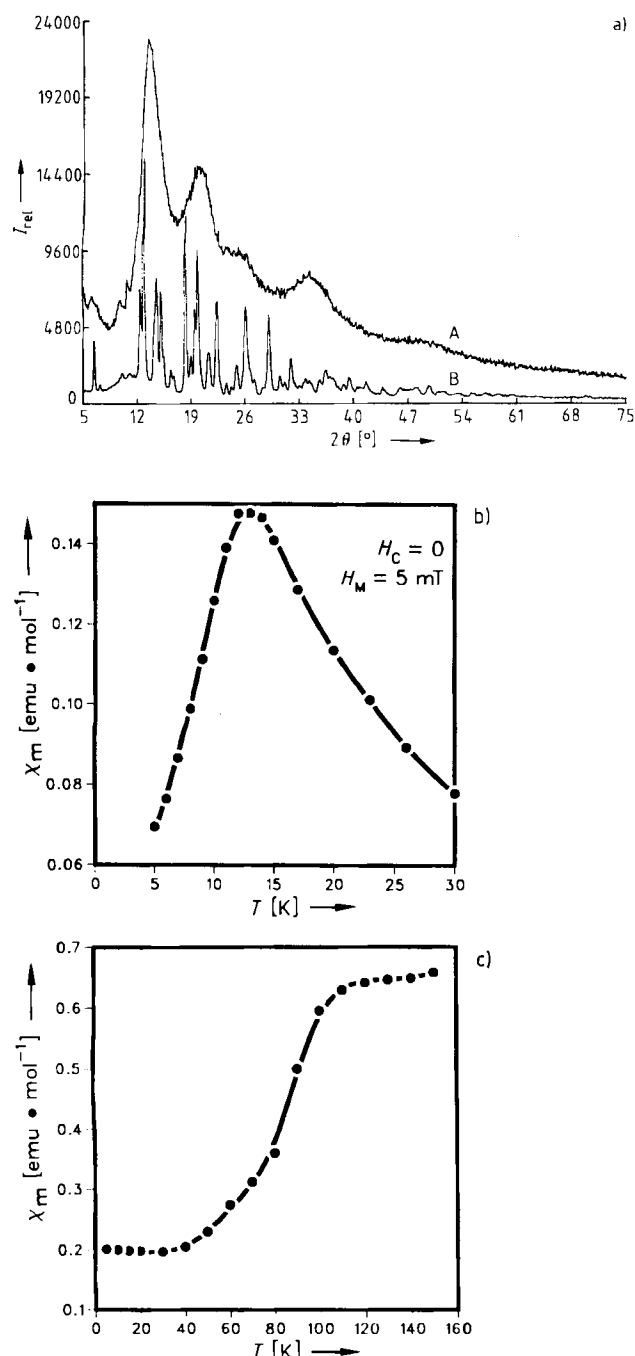 a)
24000
19200
14400
9600
4800
0
I rel
A
B
5 12 19 26 33 40 47 54 61 68 75
2θ [°]
b)
H_C = 0
H_M = 5 mT
0.14
0.12
0.10
0.08
0.06
χ_m [emu • mol⁻¹]
0 5 10 15 20 25 30
T [K]
c)
0.7
0.6
0.5
0.4
0.3
0.2
0.1
χ_m [emu • mol⁻¹]
0 20 40 60 80 100 120 140 160
T [K]